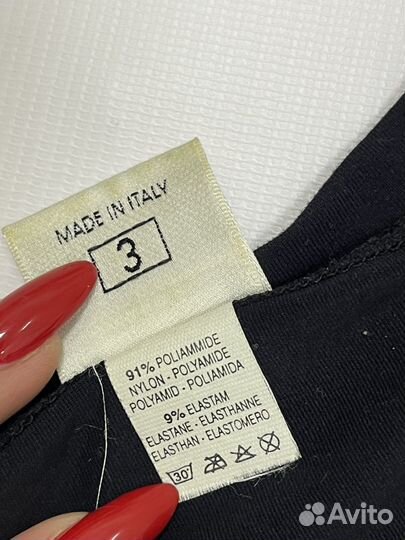 MADE IN ITALY
3
91% POLIAMMIDE
NYLON - POLYAMIDE
POLYAMID - POLIAMIDA
9% ELASTAM
ELASTANE - ELASTHANNE
ELASTHAN - ELASTOMERO
30°
Avito